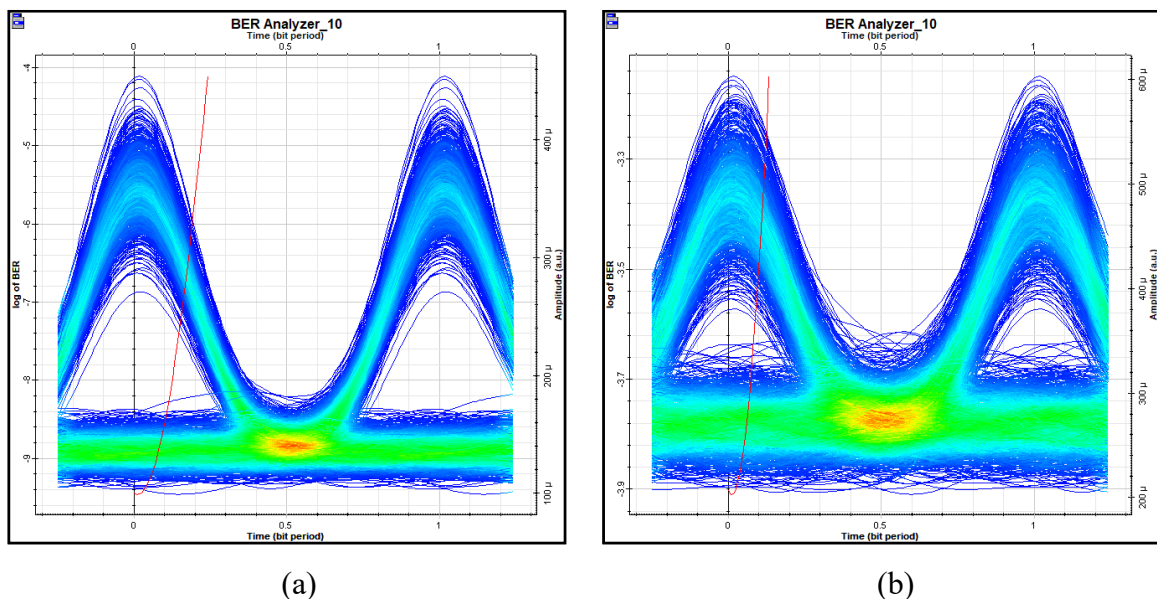 BER Analyzer_10
Time (bit period)
0 0.5 1
log of BER
-4
-5
-6
-7
-8
-9
Amplitude (a.u.)
400 µ
300 µ
200 µ
100 µ
0 0.5 1
Time (bit period)
(a)
BER Analyzer_10
Time (bit period)
0 0.5 1
log of BER
-3.3
-3.5
-3.7
-3.9
Amplitude (a.u.)
600 µ
500 µ
400 µ
300 µ
200 µ
0 0.5 1
Time (bit period)
(b)